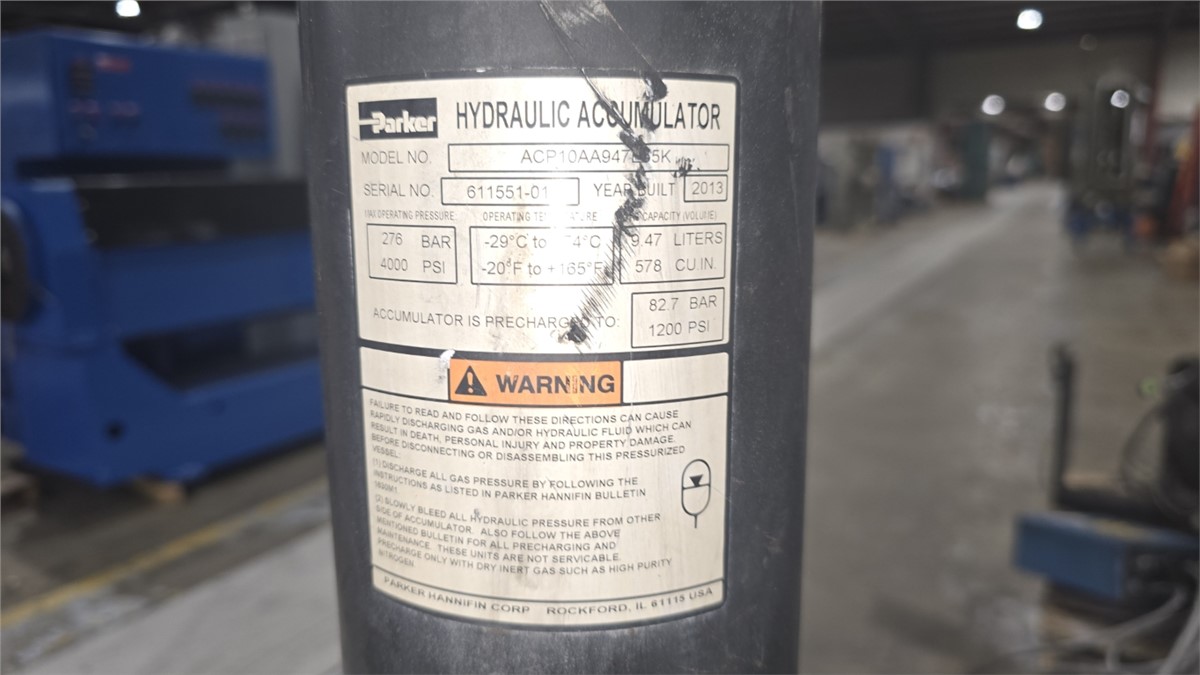 Parker
HYDRAULIC ACCUMULATOR
MODEL NO.
SERIAL NO. 611551-01 YEAR BUILT 2013
MAX OPERATING PRESSURE: OPERATING CAPACITY (VOLUME)
276 BAR -29°C to 9.47 LITERS
4000 PSI -20°F to +165°F 578 CU.IN.
ACCUMULATOR IS PRECHARGED TO: 82.7 BAR
1200 PSI
WARNING
FAILURE TO READ AND FOLLOW THESE DIRECTIONS CAN CAUSE
RAPIDLY DISCHARGING GAS AND/OR HYDRAULIC FLUID WHICH CAN
RESULT IN DEATH, PERSONAL INJURY AND PROPERTY DAMAGE.
BEFORE DISCONNECTING OR DISASSEMBLING THIS PRESSURIZED
VESSEL:
(1) DISCHARGE ALL GAS PRESSURE BY FOLLOWING THE
INSTRUCTIONS AS LISTED IN PARKER HANNIFIN BULLETIN
1630M1.
(2) SLOWLY BLEED ALL HYDRAULIC PRESSURE FROM OTHER
SIDE OF ACCUMULATOR. ALSO FOLLOW THE ABOVE
MENTIONED BULLETIN FOR ALL PRECHARGING AND
MAINTENANCE. THESE UNITS ARE NOT SERVICABLE.
PRECHARGE ONLY WITH DRY INERT GAS SUCH AS HIGH PURITY
NITROGEN
PARKER HANNIFIN CORP ROCKFORD, IL 61115 USA